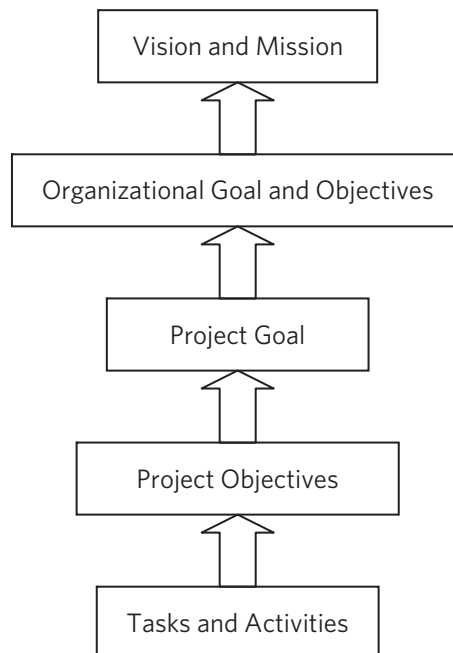 Vision and Mission
Organizational Goal and Objectives
Project Goal
Project Objectives
Tasks and Activities